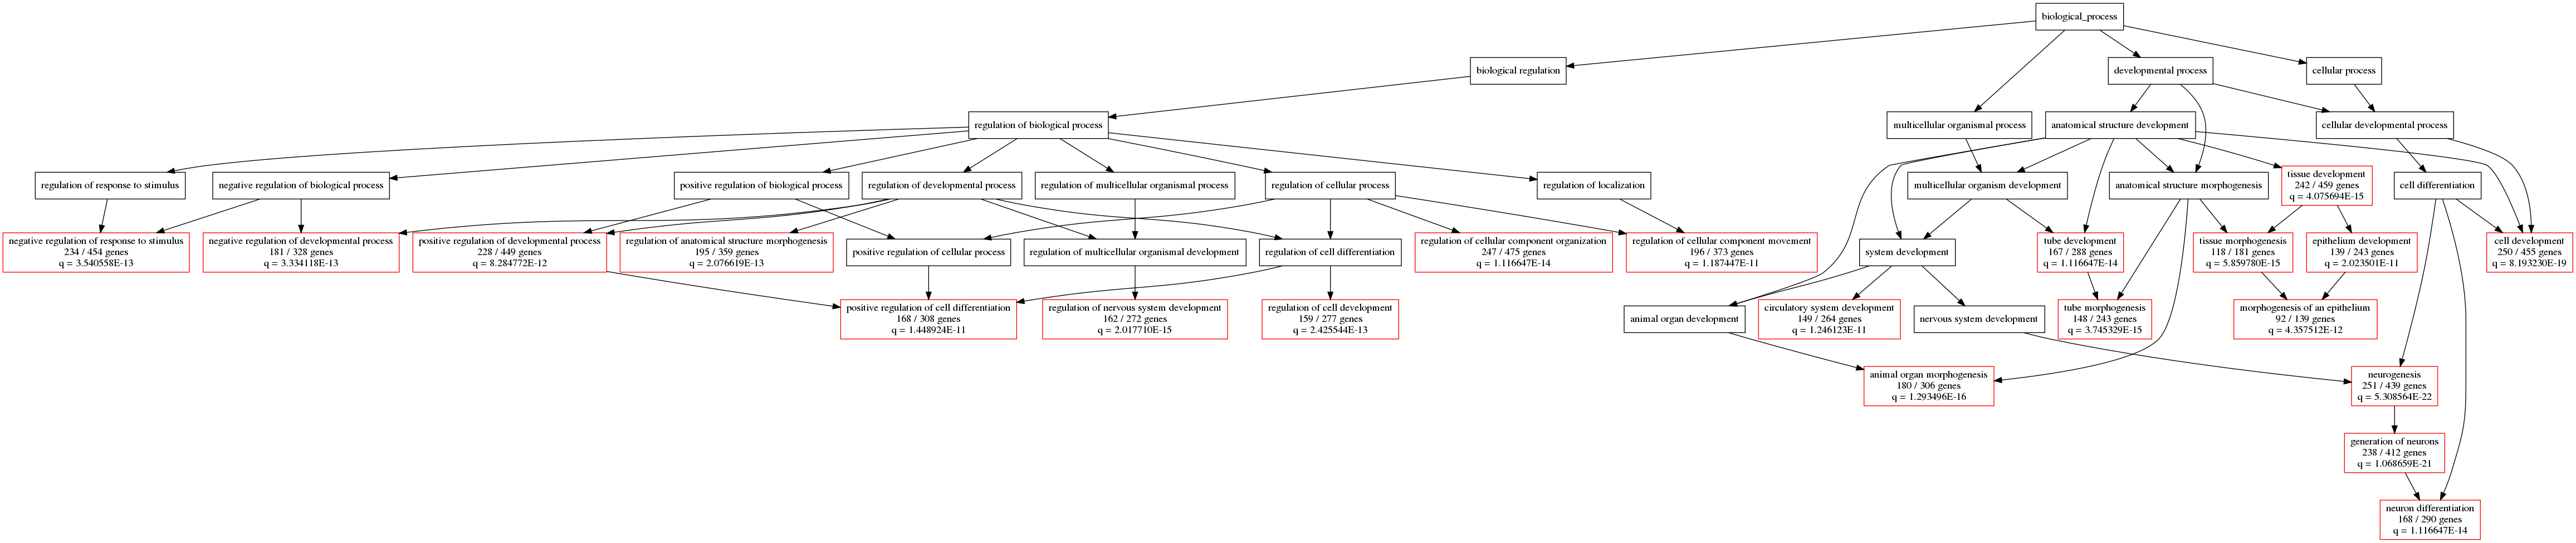 biological_process
biological regulation
developmental process
cellular process
regulation of biological process
multicellular organismal process
anatomical structure development
cellular developmental process
regulation of response to stimulus
negative regulation of biological process
positive regulation of biological process
regulation of developmental process
regulation of multicellular organismal process
regulation of cellular process
regulation of localization
multicellular organism development
anatomical structure morphogenesis
tissue development
242 / 459 genes
q = 4.075694E-15
cell differentiation
negative regulation of response to stimulus
234 / 454 genes
q = 3.540558E-13
negative regulation of developmental process
181 / 328 genes
q = 3.334118E-13
positive regulation of developmental process
228 / 449 genes
q = 8.284772E-12
regulation of anatomical structure morphogenesis
195 / 359 genes
q = 2.076619E-13
positive regulation of cellular process
regulation of multicellular organismal development
regulation of cell differentiation
regulation of cellular component organization
247 / 475 genes
q = 1.116647E-14
regulation of cellular component movement
196 / 373 genes
q = 1.187447E-11
system development
tube development
167 / 288 genes
q = 1.116647E-14
tissue morphogenesis
118 / 181 genes
q = 5.859780E-15
epithelium development
139 / 243 genes
q = 2.023501E-11
cell development
250 / 455 genes
q = 8.193230E-19
positive regulation of cell differentiation
168 / 308 genes
q = 1.448924E-11
regulation of nervous system development
162 / 272 genes
q = 2.017710E-15
regulation of cell development
159 / 277 genes
q = 2.425544E-13
animal organ development
circulatory system development
149 / 264 genes
q = 1.246123E-11
nervous system development
tube morphogenesis
148 / 243 genes
q = 3.745329E-15
morphogenesis of an epithelium
92 / 139 genes
q = 4.357512E-12
animal organ morphogenesis
180 / 306 genes
q = 1.293496E-16
neurogenesis
251 / 439 genes
q = 5.308564E-22
generation of neurons
238 / 412 genes
q = 1.068659E-21
neuron differentiation
168 / 290 genes
q = 1.116647E-14